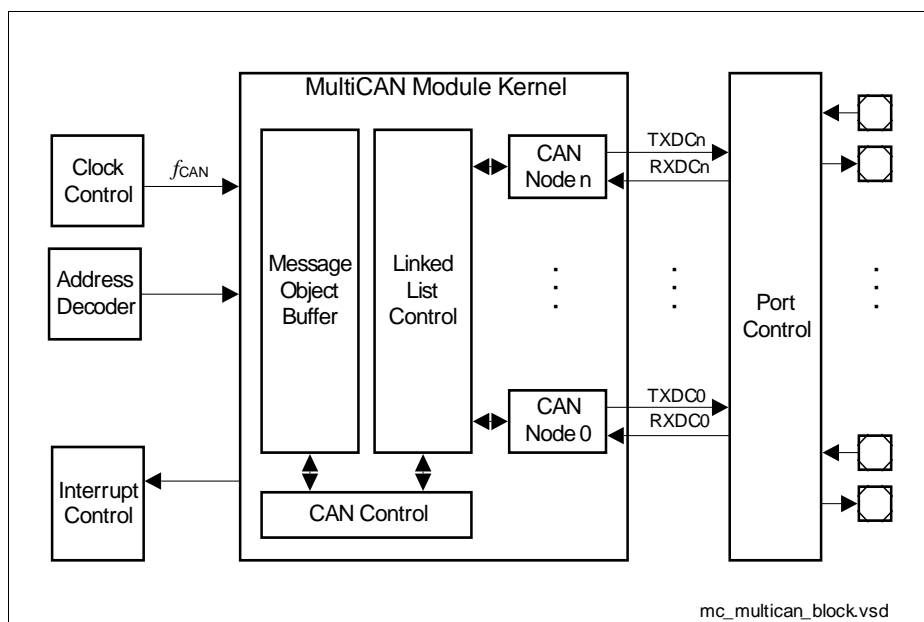 MultiCAN Module Kernel
Clock
Control
fCAN
Address
Decoder
Interrupt
Control
Message
Object
Buffer
Linked
List
Control
CAN
Node n
TXDCn
RXDCn
CAN
Node 0
TXDC0
RXDC0
CAN Control
Port
Control
mc_multican_block.vsd